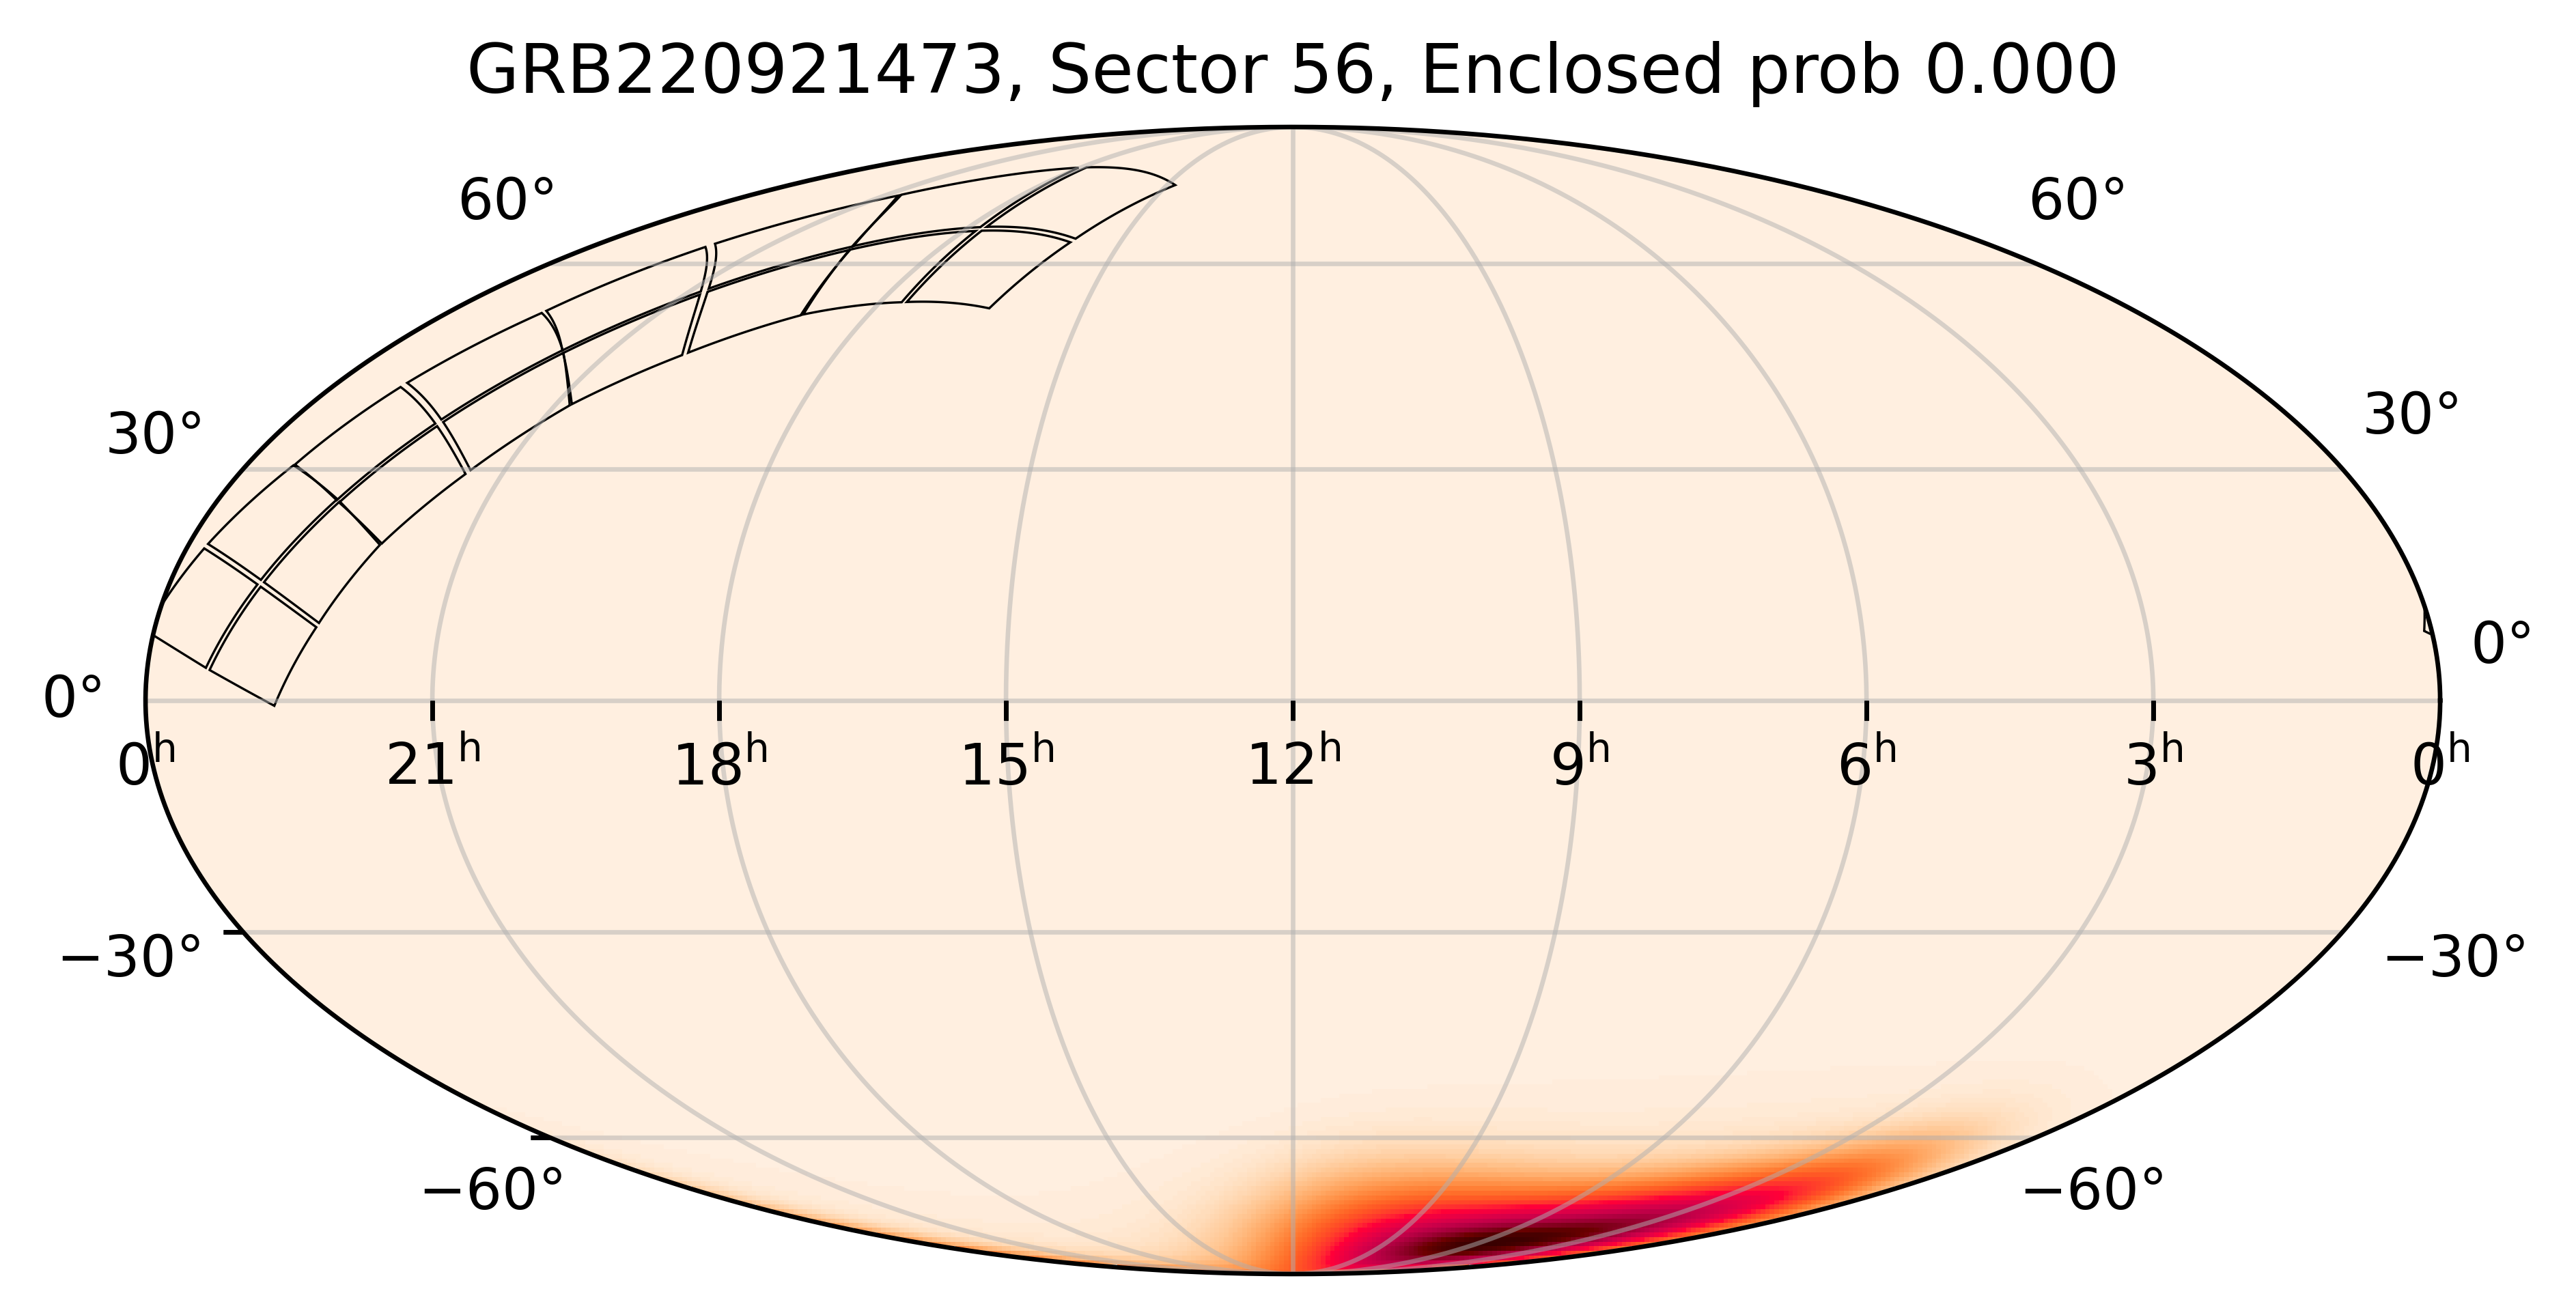 GRB220921473, Sector 56, Enclosed prob 0.000
60° 60°
30° 30°
0° 0°
0h 21h 18h 15h 12h 9h 6h 3h 0h
−30° −30°
−60° −60°